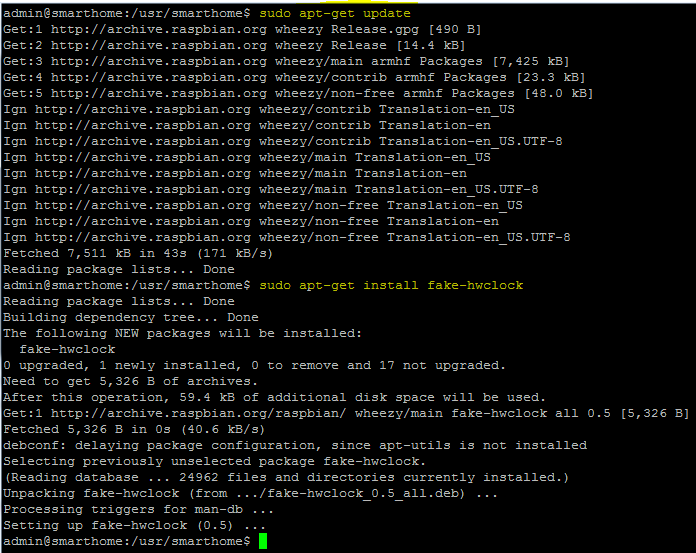 admin@smarthome:/usr/smarthome$ sudo apt-get update
Get:1 http://archive.raspbian.org wheezy Release.gpg [490 B]
Get:2 http://archive.raspbian.org wheezy Release [14.4 kB]
Get:3 http://archive.raspbian.org wheezy/main armhf Packages [7,425 kB]
Get:4 http://archive.raspbian.org wheezy/contrib armhf Packages [23.3 kB]
Get:5 http://archive.raspbian.org wheezy/non-free armhf Packages [48.0 kB]
Ign http://archive.raspbian.org wheezy/contrib Translation-en_US
Ign http://archive.raspbian.org wheezy/contrib Translation-en
Ign http://archive.raspbian.org wheezy/contrib Translation-en_US.UTF-8
Ign http://archive.raspbian.org wheezy/main Translation-en_US
Ign http://archive.raspbian.org wheezy/main Translation-en
Ign http://archive.raspbian.org wheezy/main Translation-en_US.UTF-8
Ign http://archive.raspbian.org wheezy/non-free Translation-en_US
Ign http://archive.raspbian.org wheezy/non-free Translation-en
Ign http://archive.raspbian.org wheezy/non-free Translation-en_US.UTF-8
Fetched 7,511 kB in 43s (171 kB/s)
Reading package lists... Done
admin@smarthome:/usr/smarthome$ sudo apt-get install fake-hwclock
Reading package lists... Done
Building dependency tree... Done
The following NEW packages will be installed:
  fake-hwclock
0 upgraded, 1 newly installed, 0 to remove and 17 not upgraded.
Need to get 5,326 B of archives.
After this operation, 59.4 kB of additional disk space will be used.
Get:1 http://archive.raspbian.org/raspbian/ wheezy/main fake-hwclock all 0.5 [5,326 B]
Fetched 5,326 B in 0s (40.6 kB/s)
debconf: delaying package configuration, since apt-utils is not installed
Selecting previously unselected package fake-hwclock.
(Reading database ... 24962 files and directories currently installed.)
Unpacking fake-hwclock (from .../fake-hwclock_0.5_all.deb) ...
Processing triggers for man-db ...
Setting up fake-hwclock (0.5) ...
admin@smarthome:/usr/smarthome$